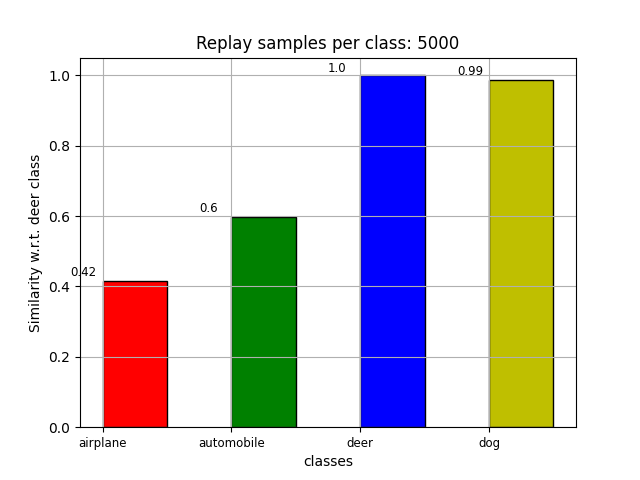 Replay samples per class: 5000
Similarity w.r.t. deer class
1.0
0.8
0.6
0.4
0.2
0.0
0.42
0.6
1.0
0.99
airplane automobile deer dog
classes